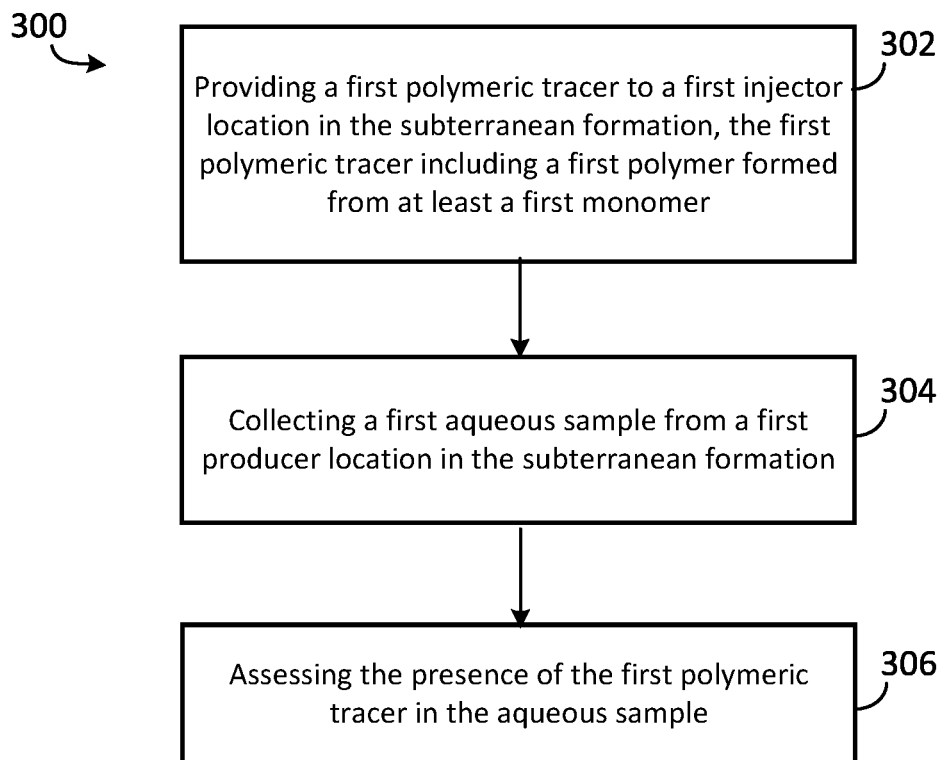 300
302
Providing a first polymeric tracer to a first injector
location in the subterranean formation, the first
polymeric tracer including a first polymer formed
from at least a first monomer
304
Collecting a first aqueous sample from a first
producer location in the subterranean formation
306
Assessing the presence of the first polymeric
tracer in the aqueous sample